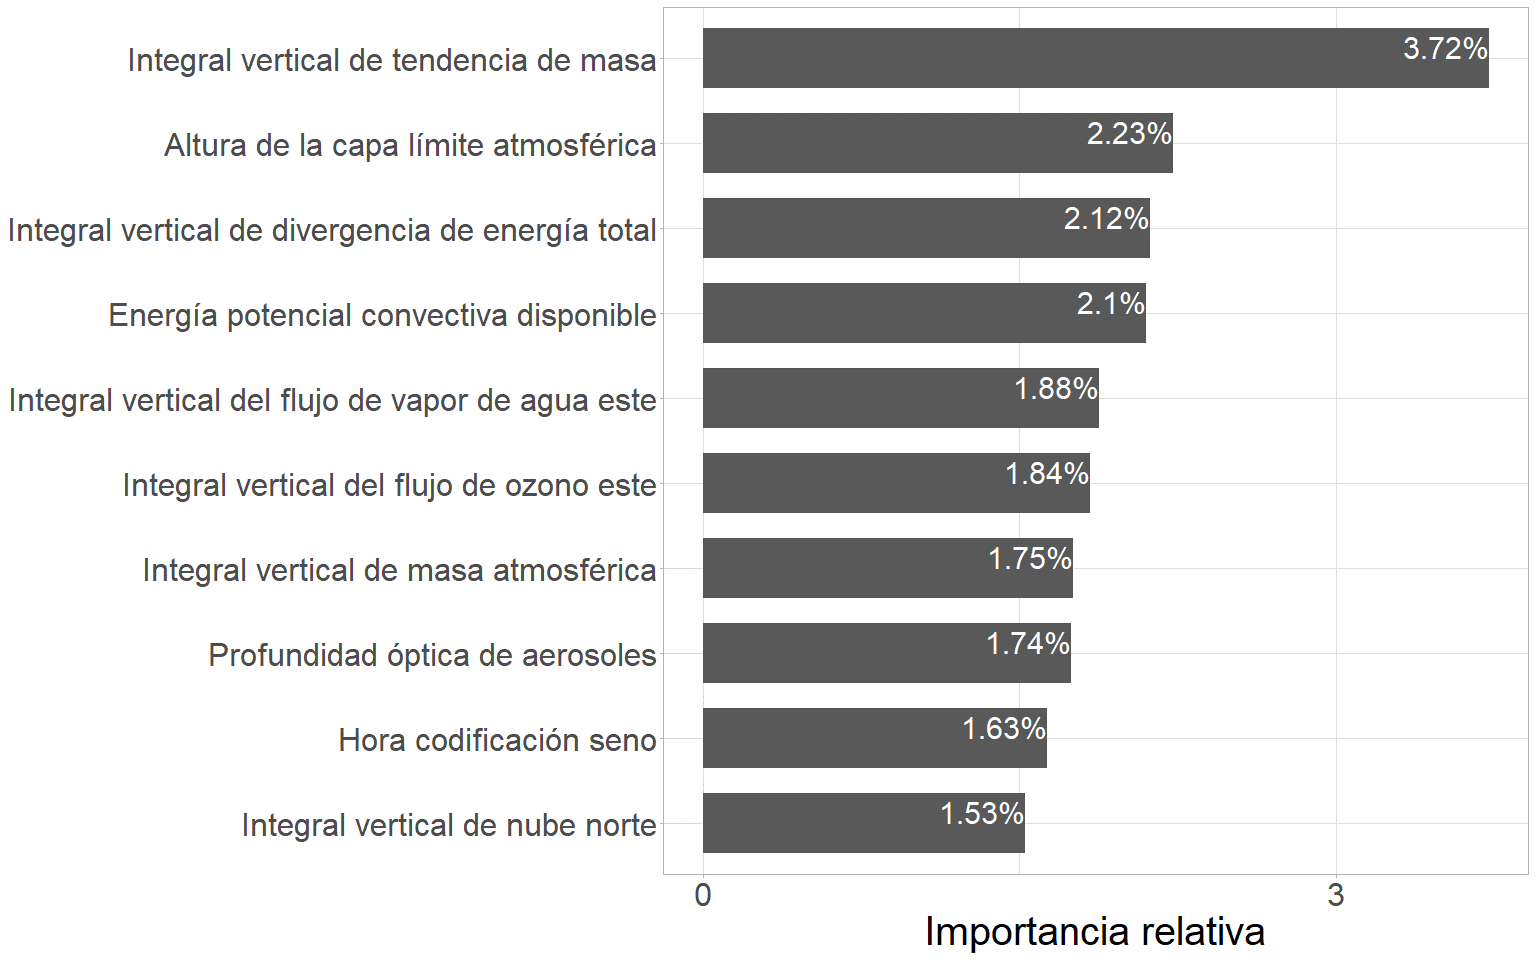 Integral vertical de tendencia de masa 3.72%
Altura de la capa límite atmosférica 2.23%
Integral vertical de divergencia de energía total 2.12%
Energía potencial convectiva disponible 2.1%
Integral vertical del flujo de vapor de agua este 1.88%
Integral vertical del flujo de ozono este 1.84%
Integral vertical de masa atmosférica 1.75%
Profundidad óptica de aerosoles 1.74%
Hora codificación seno 1.63%
Integral vertical de nube norte 1.53%
0 3
Importancia relativa